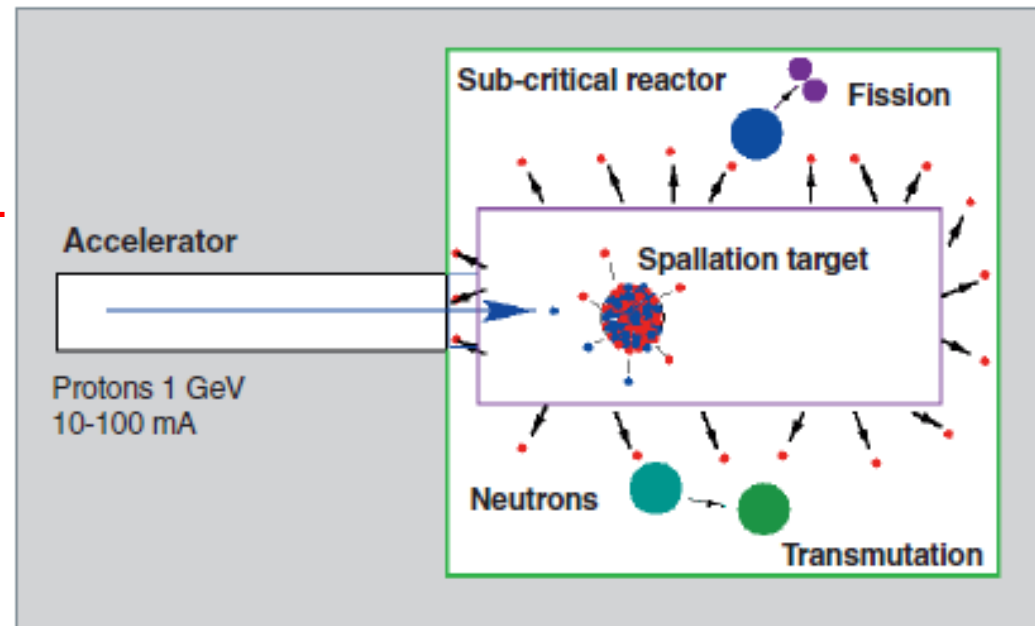 Sub-critical reactor
Fission
Accelerator
Spallation target
Protons 1 GeV
10-100 mA
Neutrons
Transmutation